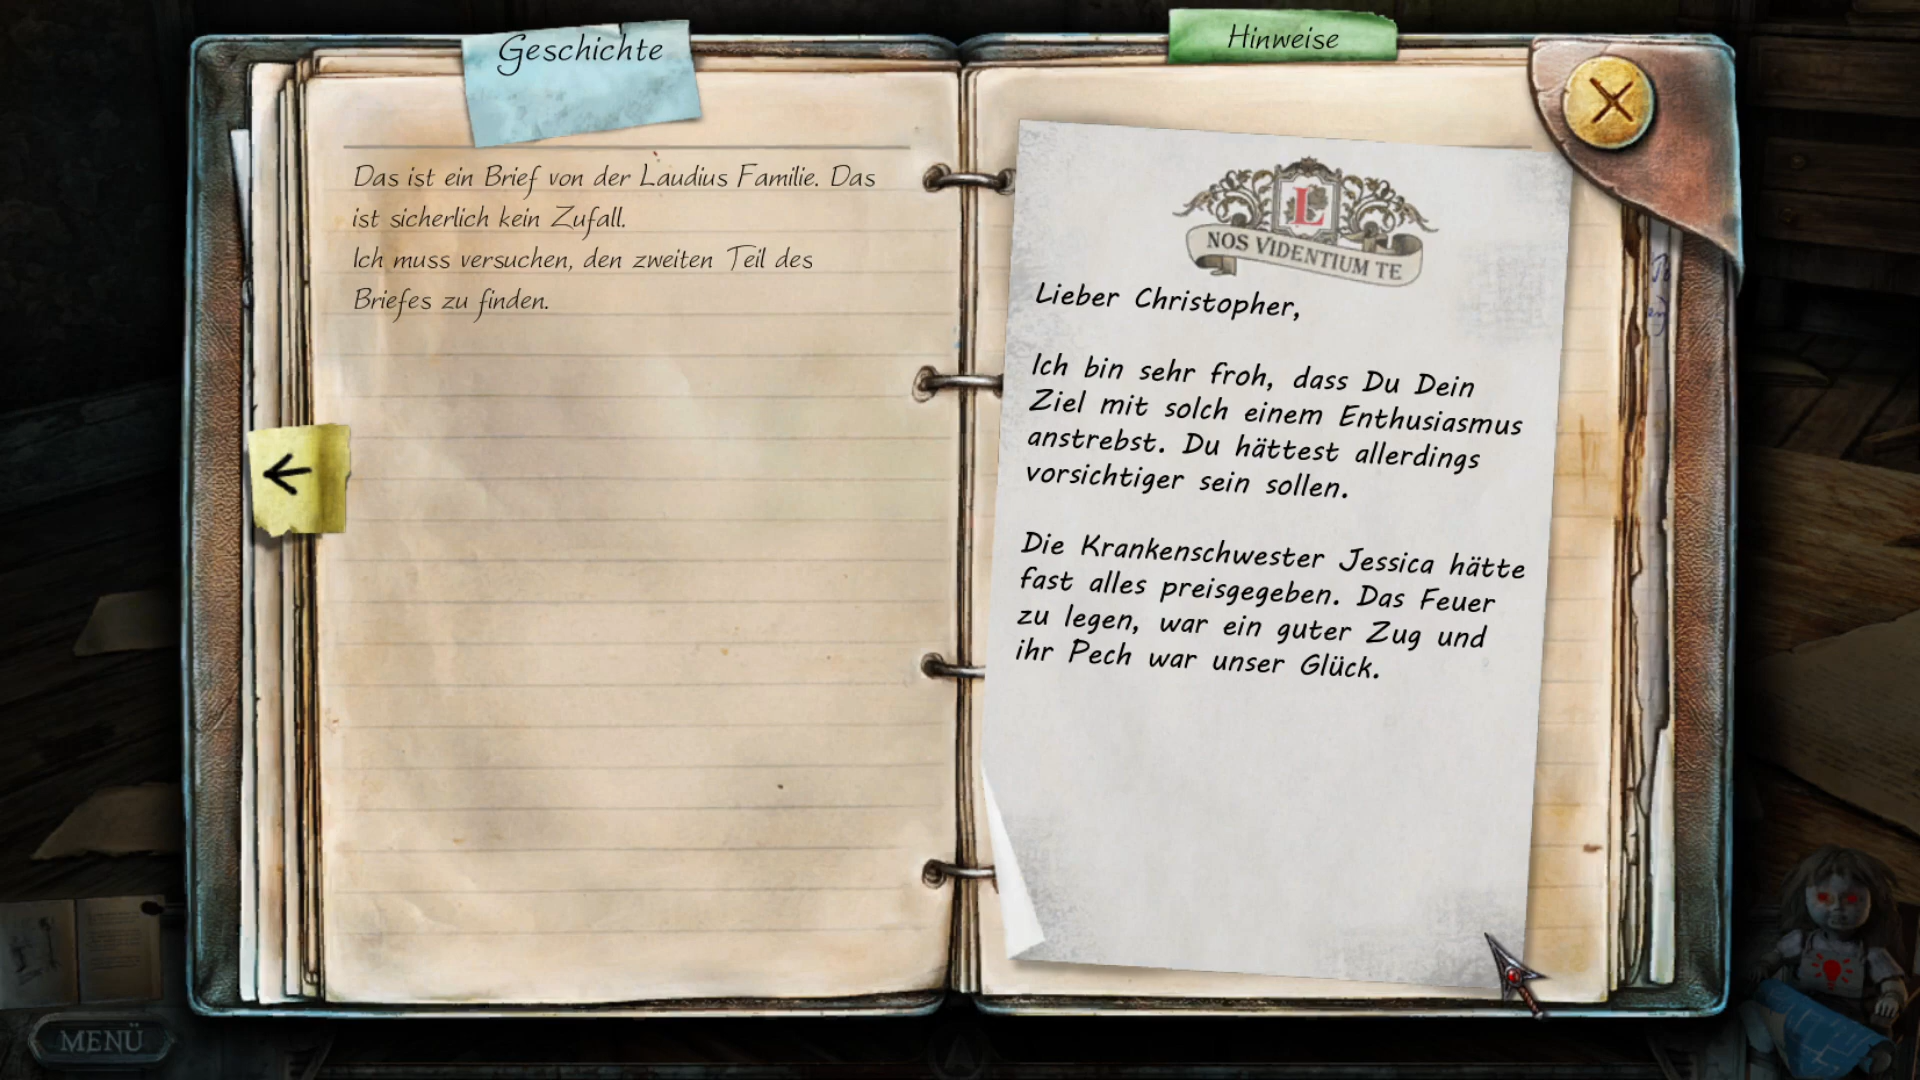 Geschichte
Das ist ein Brief von der Laudius Familie. Das
ist sicherlich kein Zufall.
Ich muss versuchen, den zweiten Teil des
Briefes zu finden.
Hinweise
L
NOS VIDENTIUM TE
Lieber Christopher,
Ich bin sehr froh, dass Du Dein
Ziel mit solch einem Enthusiasmus
anstrebst. Du hättest allerdings
vorsichtiger sein sollen.
Die Krankenschwester Jessica hätte
fast alles preisgegeben. Das Feuer
zu legen, war ein guter Zug und
ihr Pech war unser Glück.
MENÜ